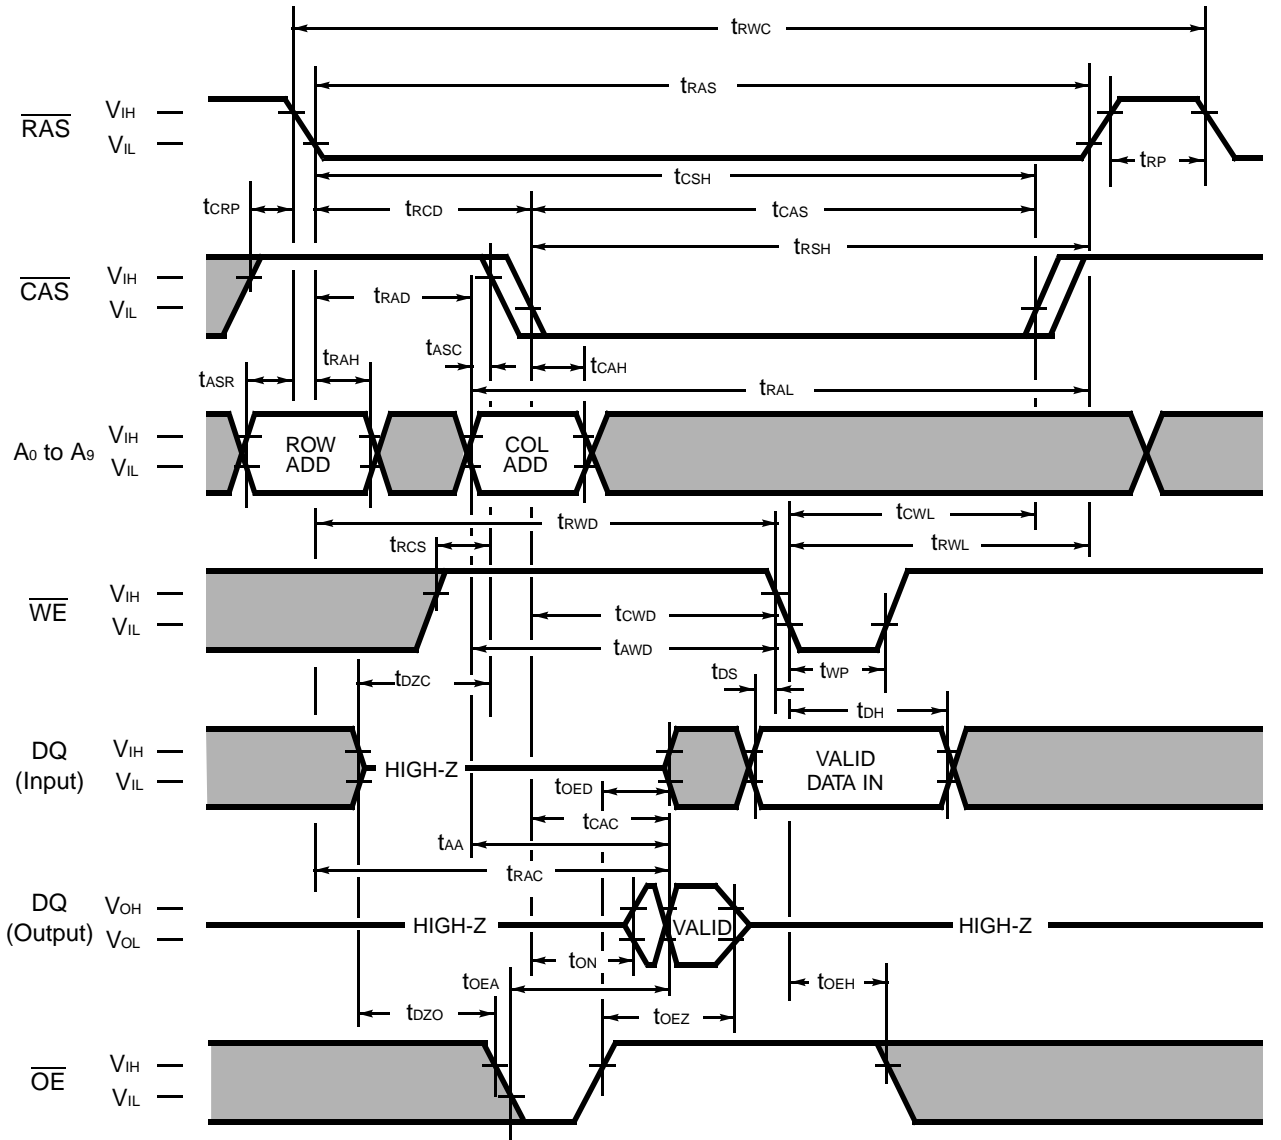 tRWC
tRAS
RAS VIH
VIL
tRP
tCSH
tCRP tRCD tCAS
tRSH
CAS VIH
VIL
tRAD
tASC
tRAH tCAH
tASR tRAL
A0 to A9 VIH
VIL
ROW ADD
COL ADD
tRWD tCWL
tRCS tRWL
WE VIH
VIL
tCWD
tAWD
tDZC tDS tWP
tDH
DQ (Input) VIH
VIL
HIGH-Z
VALID DATA IN
tOED
tCAC
tAA
tRAC
DQ (Output) VOH
VOL
HIGH-Z VALID HIGH-Z
tON
tOEA tOEH
tDZO tOEZ
OE VIH
VIL